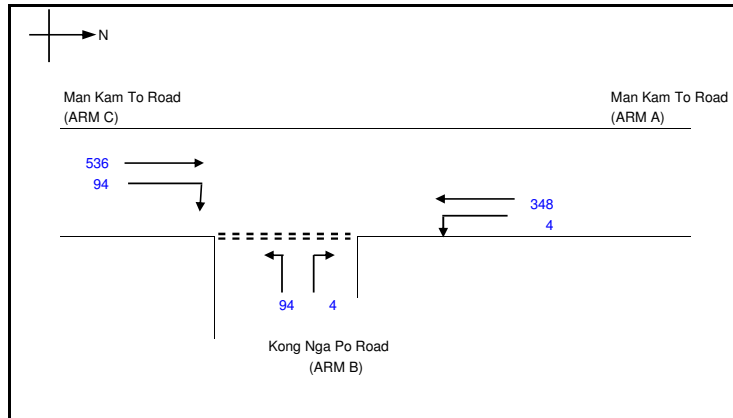 N
Man Kam To Road
(ARM C)
Man Kam To Road
(ARM A)
536
94
348
4
94 4
Kong Nga Po Road
(ARM B)